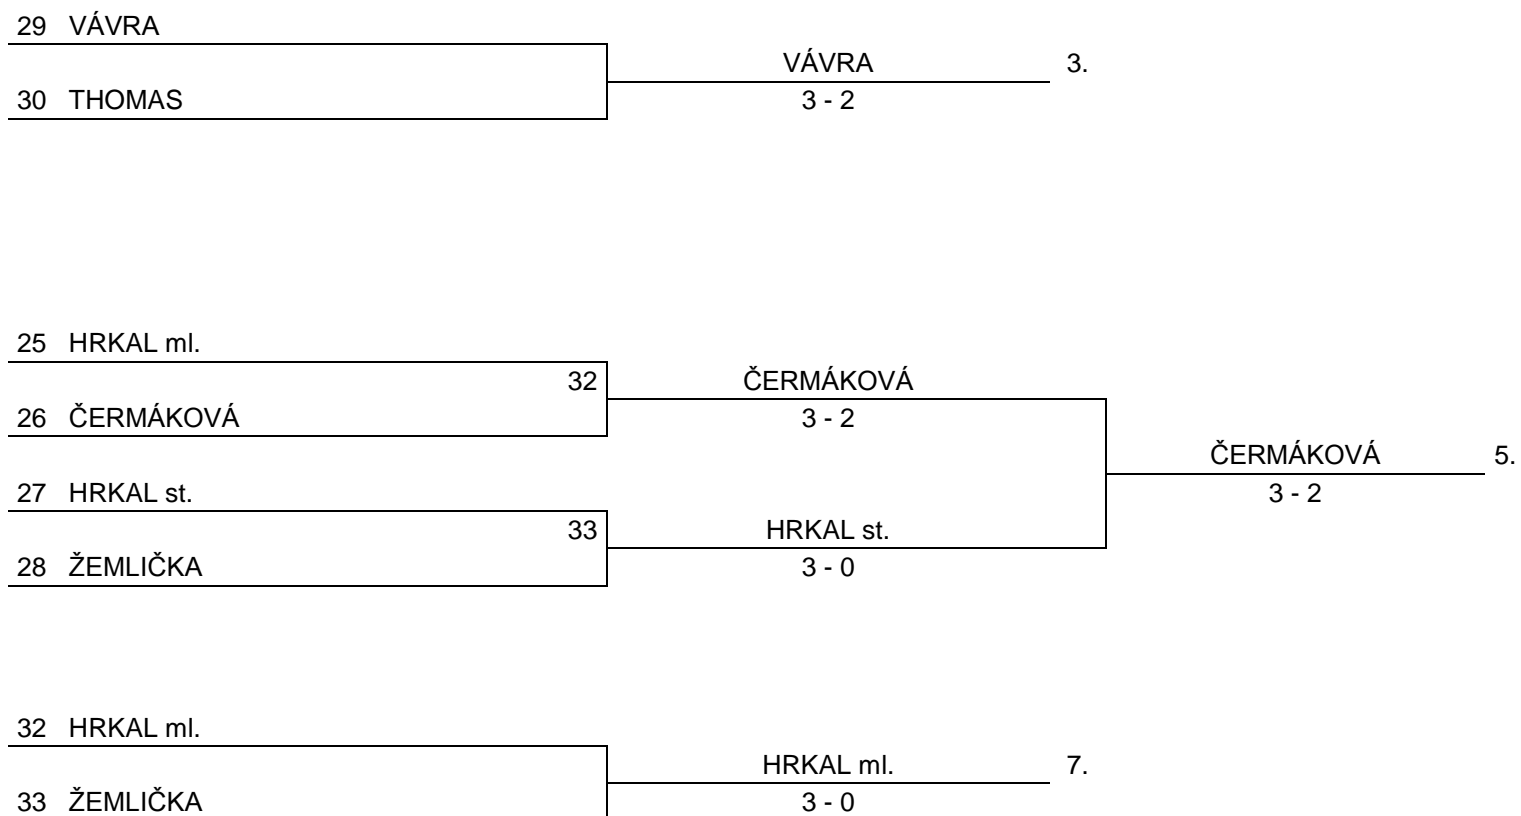 29 VÁVRA
VÁVRA 3.
30 THOMAS 3 - 2
25 HRKAL ml.
32 ČERMÁKOVÁ
26 ČERMÁKOVÁ 3 - 2
ČERMÁKOVÁ 5.
27 HRKAL st. 3 - 2
33 HRKAL st.
28 ŽEMLIČKA 3 - 0
32 HRKAL ml.
HRKAL ml. 7.
33 ŽEMLIČKA 3 - 0